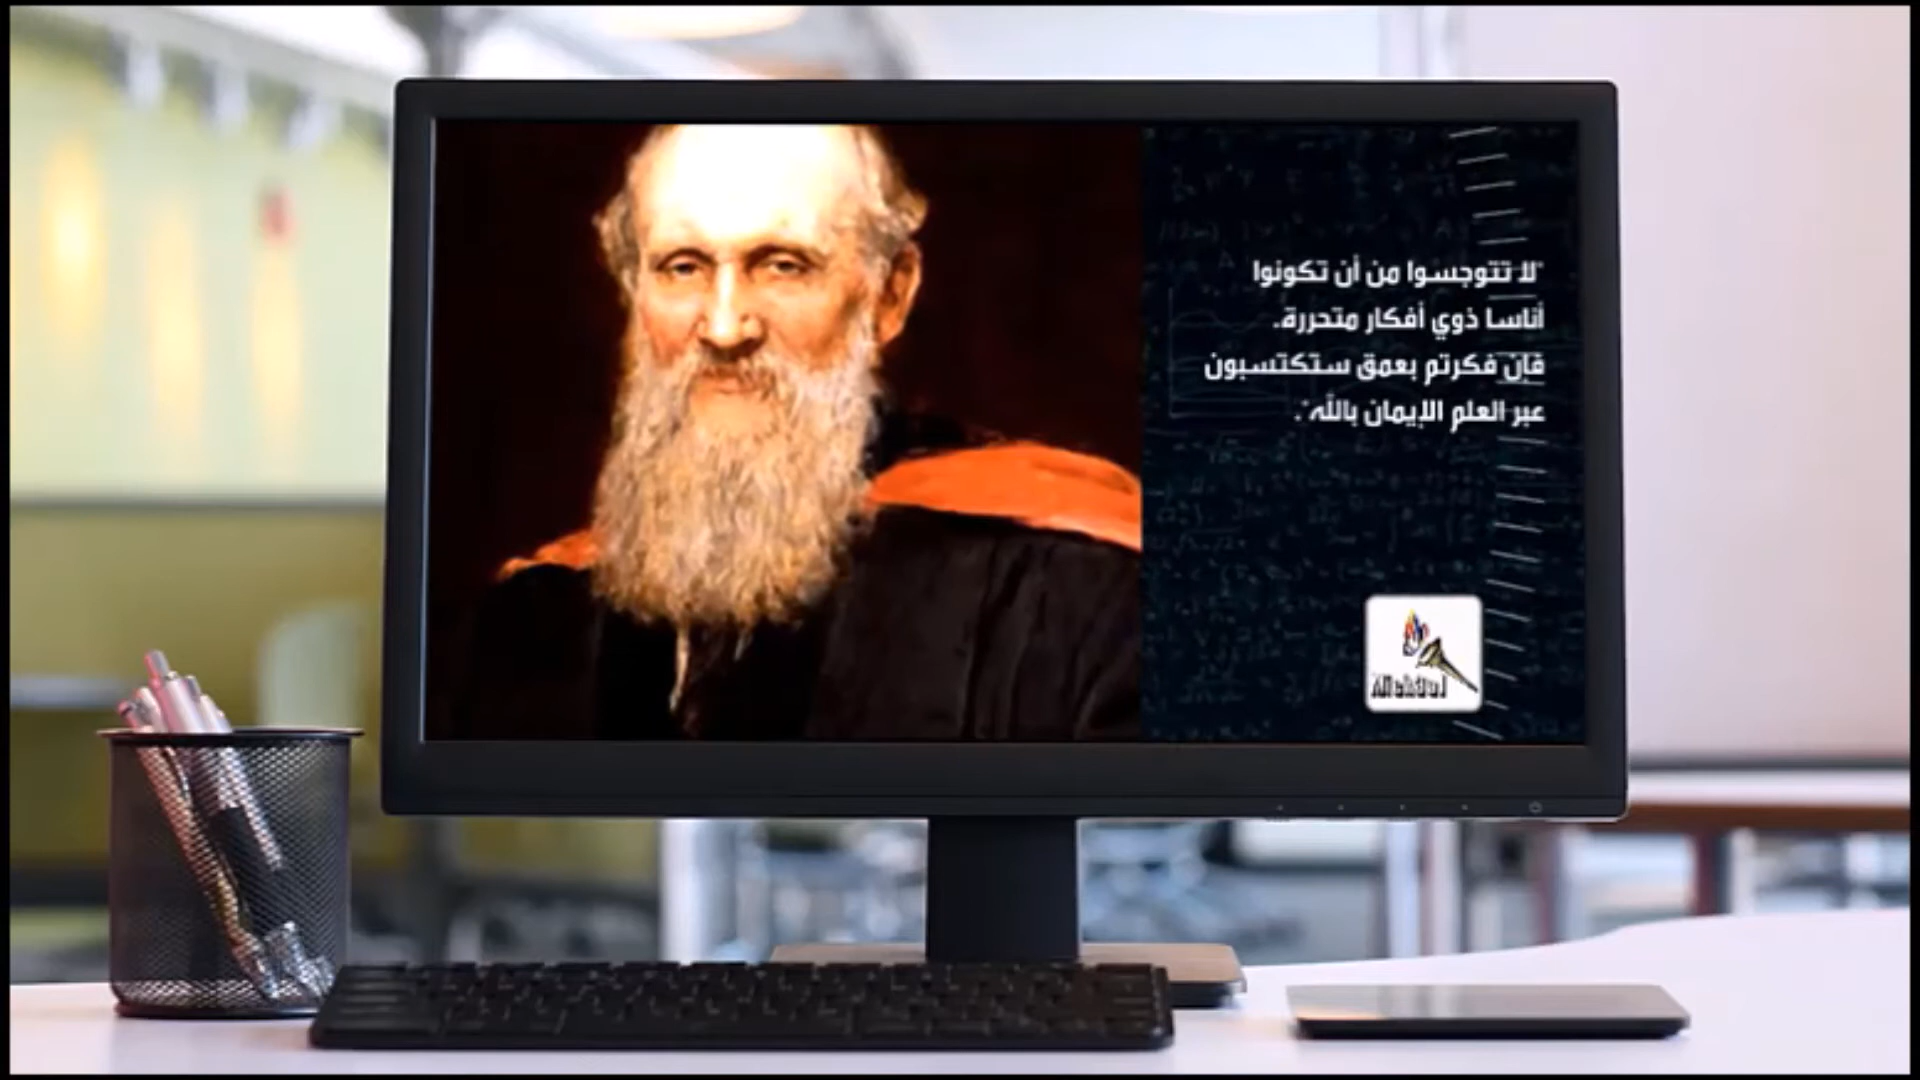 "لا تتوجسوا من أن تكونوا
أناسا ذوي أفكار متحررة.
فإن فكرتم بعمق ستكتسبون
عبر العلم الإيمان بالله".